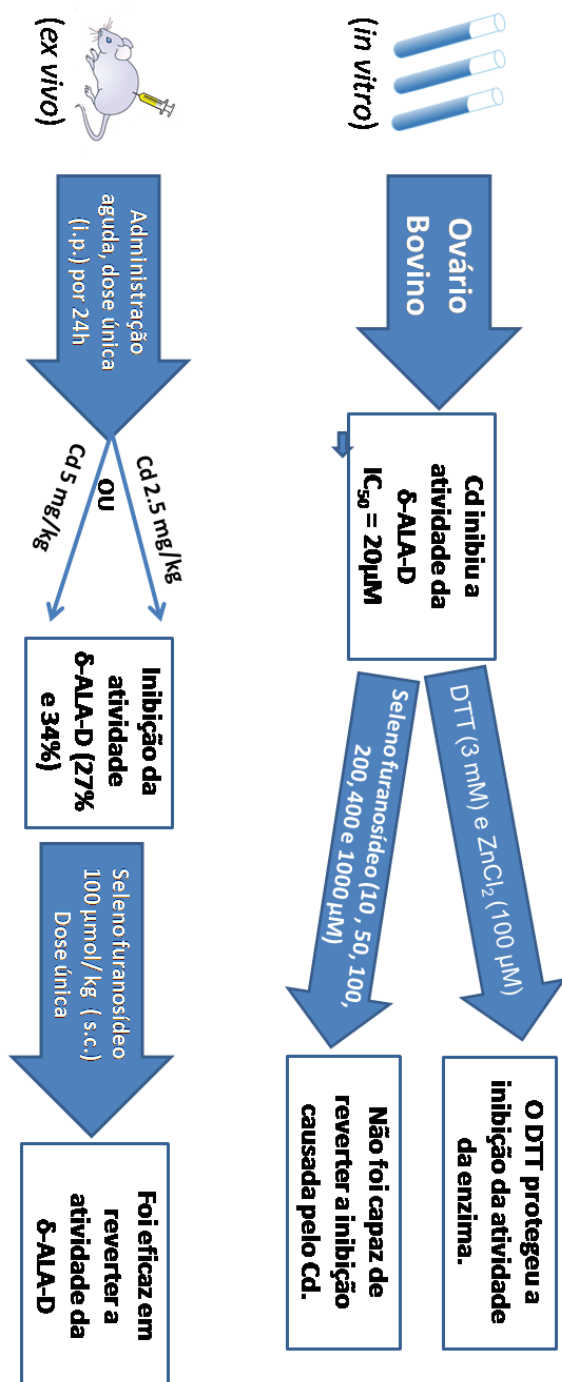 (in vitro)
Ovário
Bovino
Cd inibiu a
atividade da
δ-ALA-D
IC₅₀ = 20µM
DTT (3 mM) e ZnCl₂ (100 µM)
O DTT protegeu a
inibição da atividade
da enzima.
Selenofuranosídeo (10 , 50, 100,
200, 400 e 1000 µM)
Não foi capaz de
reverter a inibição
causada pelo Cd.
(ex vivo)
Administração
aguda, dose única
(i.p.) por 24h
Cd 2.5 mg/kg
OU
Cd 5 mg/kg
Inibição da
atividade
δ-ALA-D (27%
e 34%)
Selenofuranosídeo
100 µmol/kg ( s.c.)
Dose única
Foi eficaz em
reverter a
atividade da
δ-ALA-D